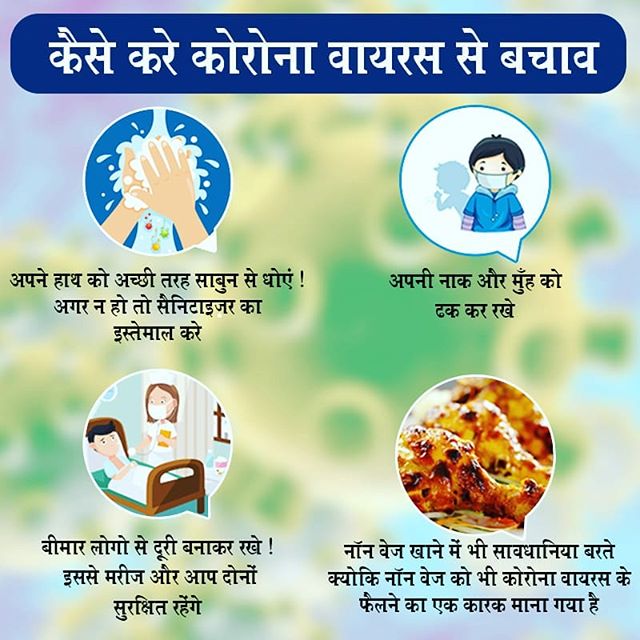 कैसे करे कोरोना वायरस से बचाव
अपने हाथ को अच्छी तरह साबुन से धोएं !
अगर न हो तो सैनिटाइजर का
इस्तेमाल करे
अपनी नाक और मुँह को
ढक कर रखे
बीमार लोगो से दूरी बनाकर रखे !
इससे मरीज और आप दोनों
सुरक्षित रहेंगे
नॉन वेज खाने में भी सावधानिया बरते
क्योकि नॉन वेज को भी कोरोना वायरस के
फैलने का एक कारक माना गया है